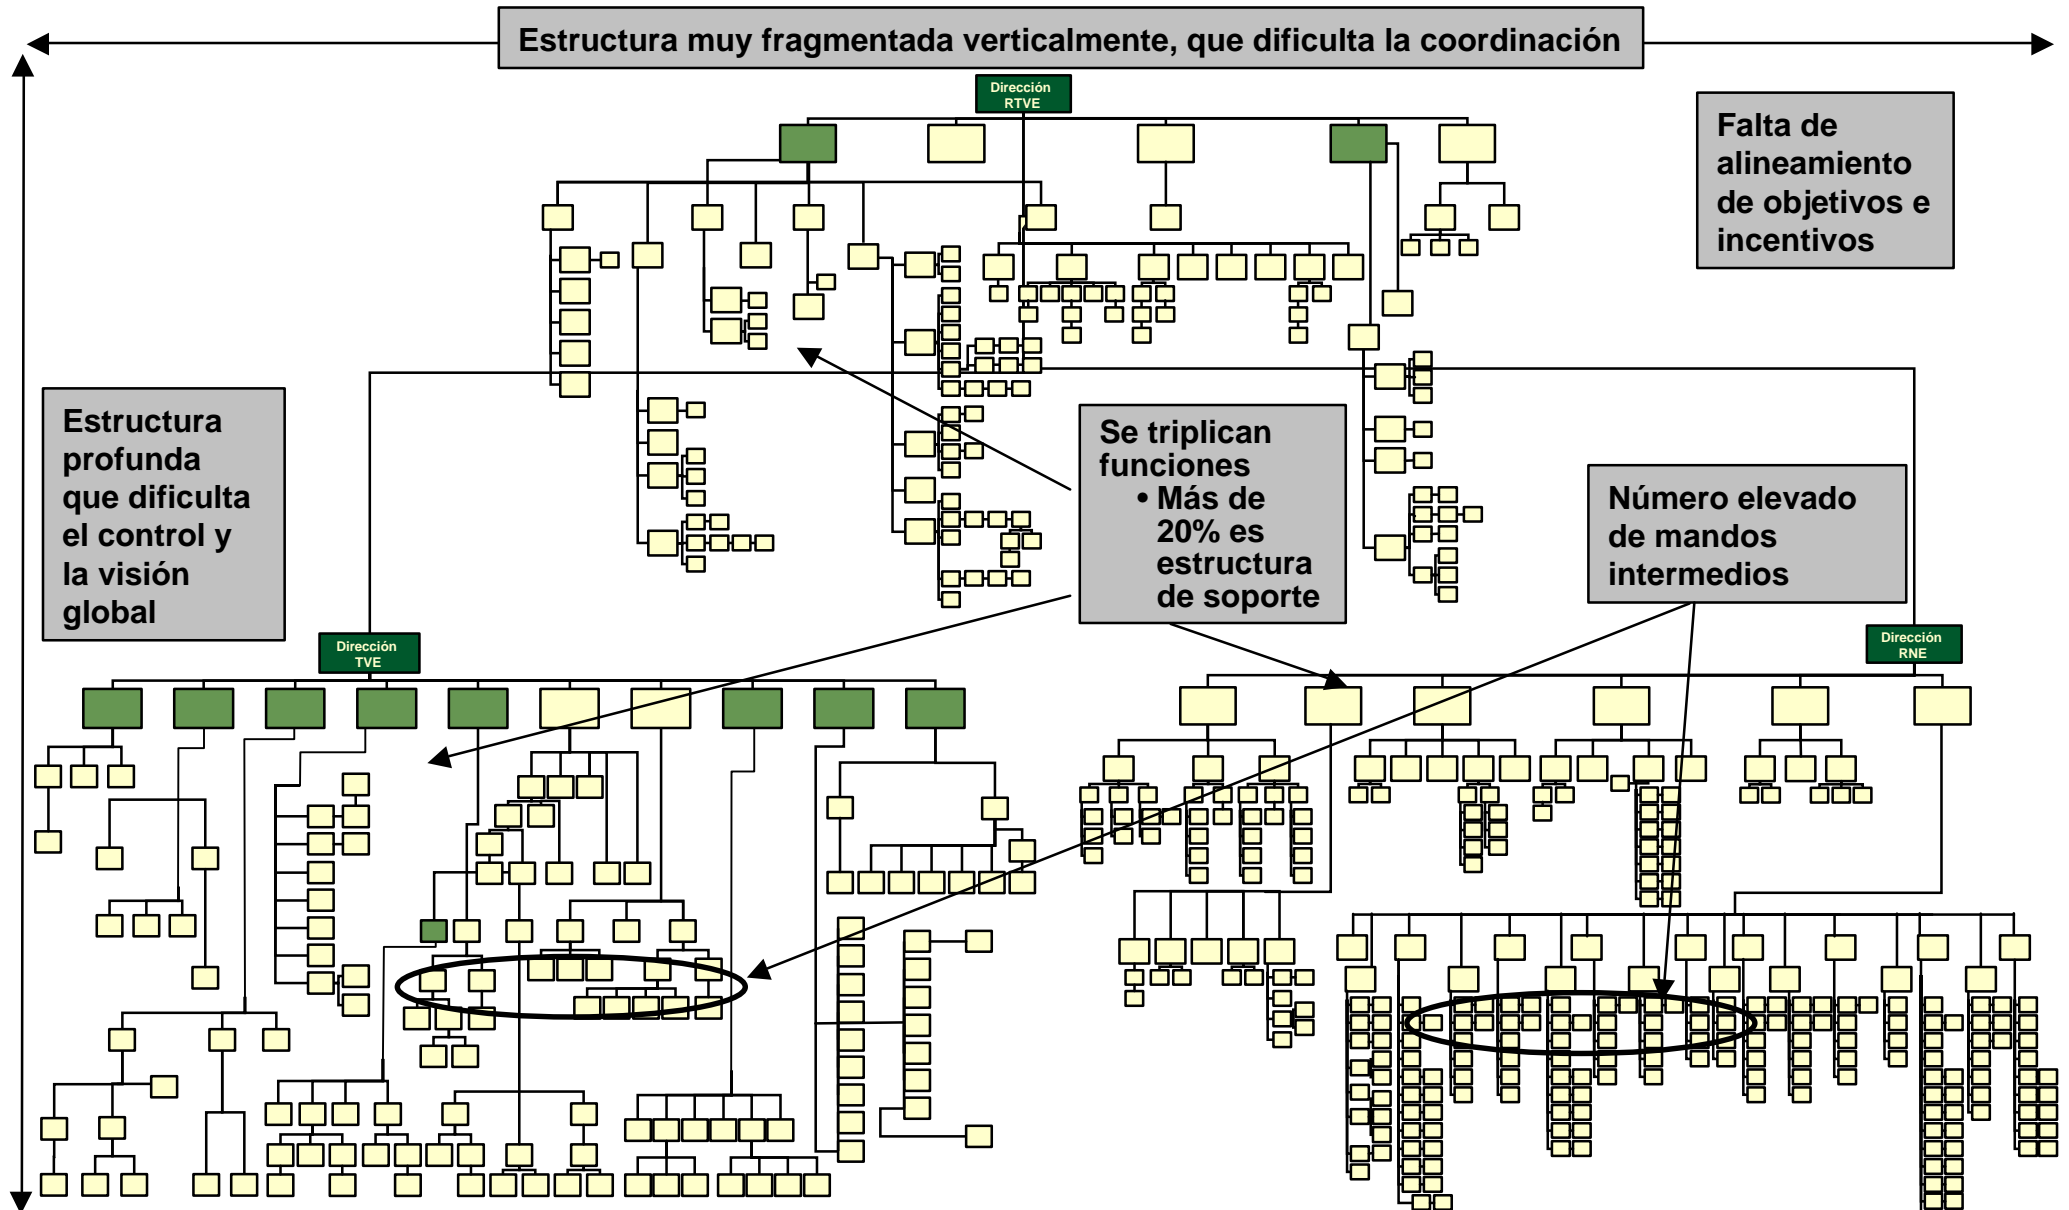 Estructura muy fragmentada verticalmente, que dificulta la coordinación
Dirección
RTVE
Falta de
alineamiento
de objetivos e
incentivos
Estructura
profunda
que dificulta
el control y
la visión
global
Se triplican
funciones
• Más de
20% es
estructura
de soporte
Número elevado
de mandos
intermedios
Dirección
TVE
Dirección
RNE